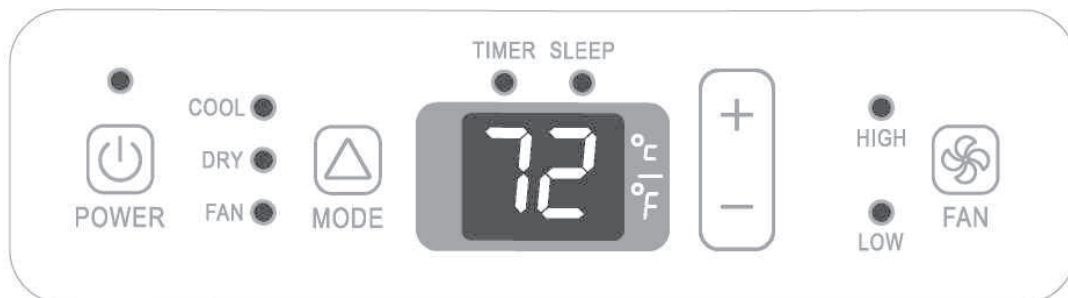 TIMER SLEEP
COOL
DRY
FAN
POWER
MODE
72
°C
°F
+
−
HIGH
LOW
FAN